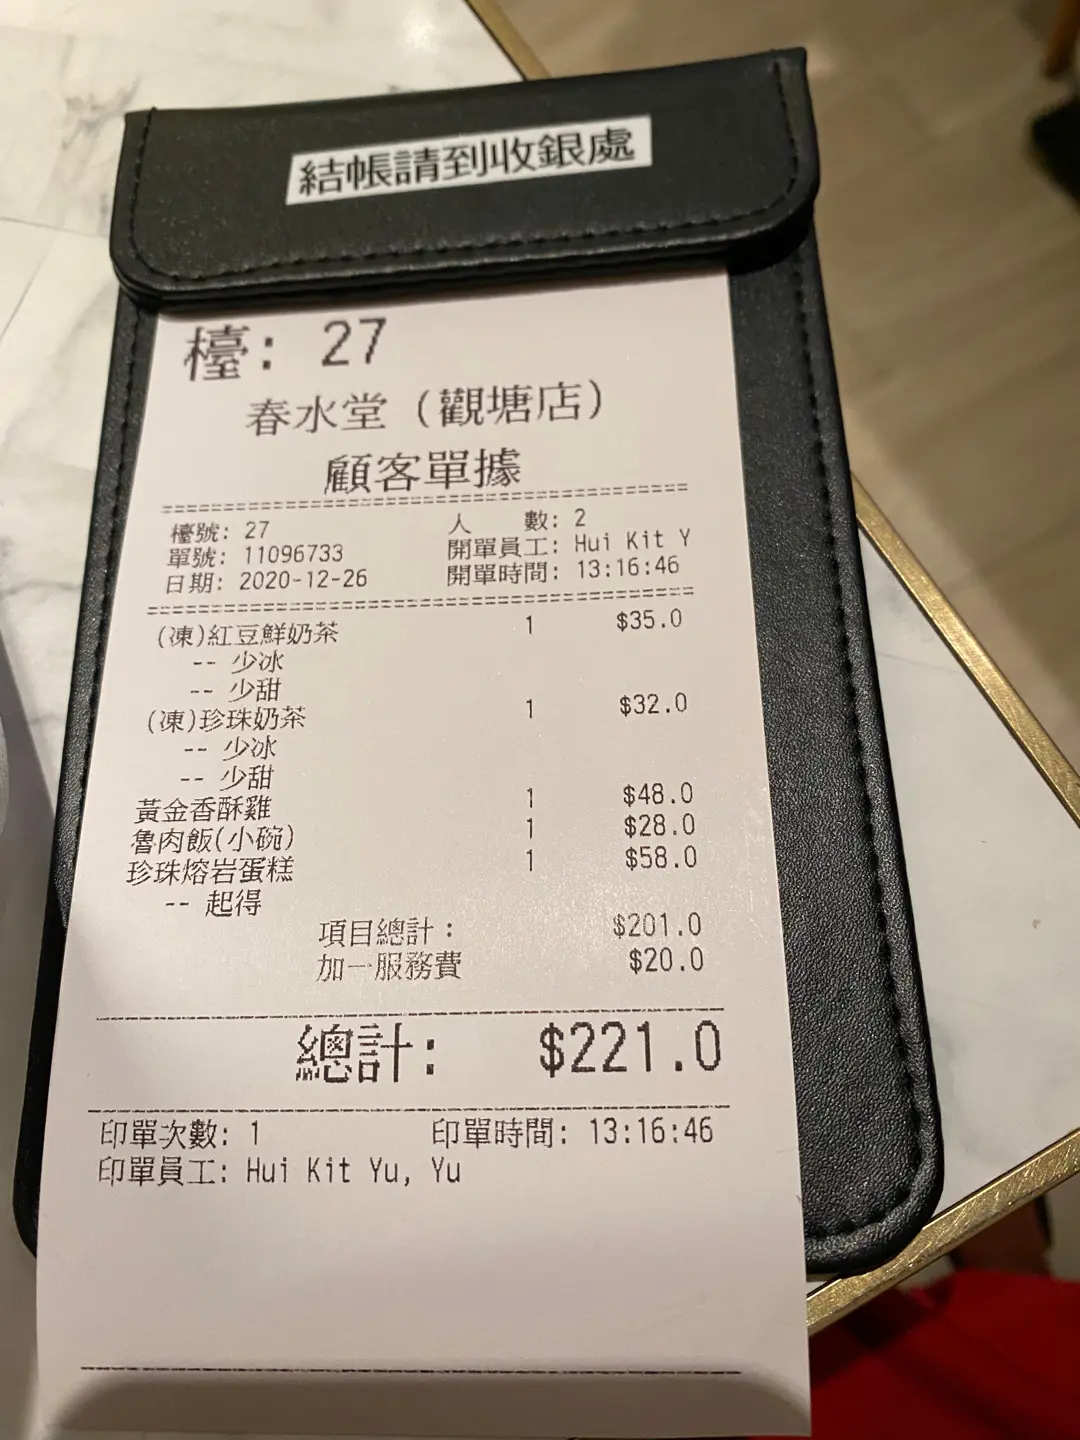 結帳請到收銀處
檯: 27
春水堂 (觀塘店)
顧客單據
檯號: 27 人 數: 2
單號: 11096733 開單員工: Hui Kit Y
日期: 2020-12-26 開單時間: 13:16:46
(凍)紅豆鮮奶茶 1 $35.0
-- 少冰
-- 少甜
(凍)珍珠奶茶 1 $32.0
-- 少冰
-- 少甜
黃金香酥雞 1 $48.0
魯肉飯(小碗) 1 $28.0
珍珠熔岩蛋糕 1 $58.0
-- 起得
項目總計: $201.0
加一服務費 $20.0
總計: $221.0
印單次數: 1 印單時間: 13:16:46
印單員工: Hui Kit Yu, Yu